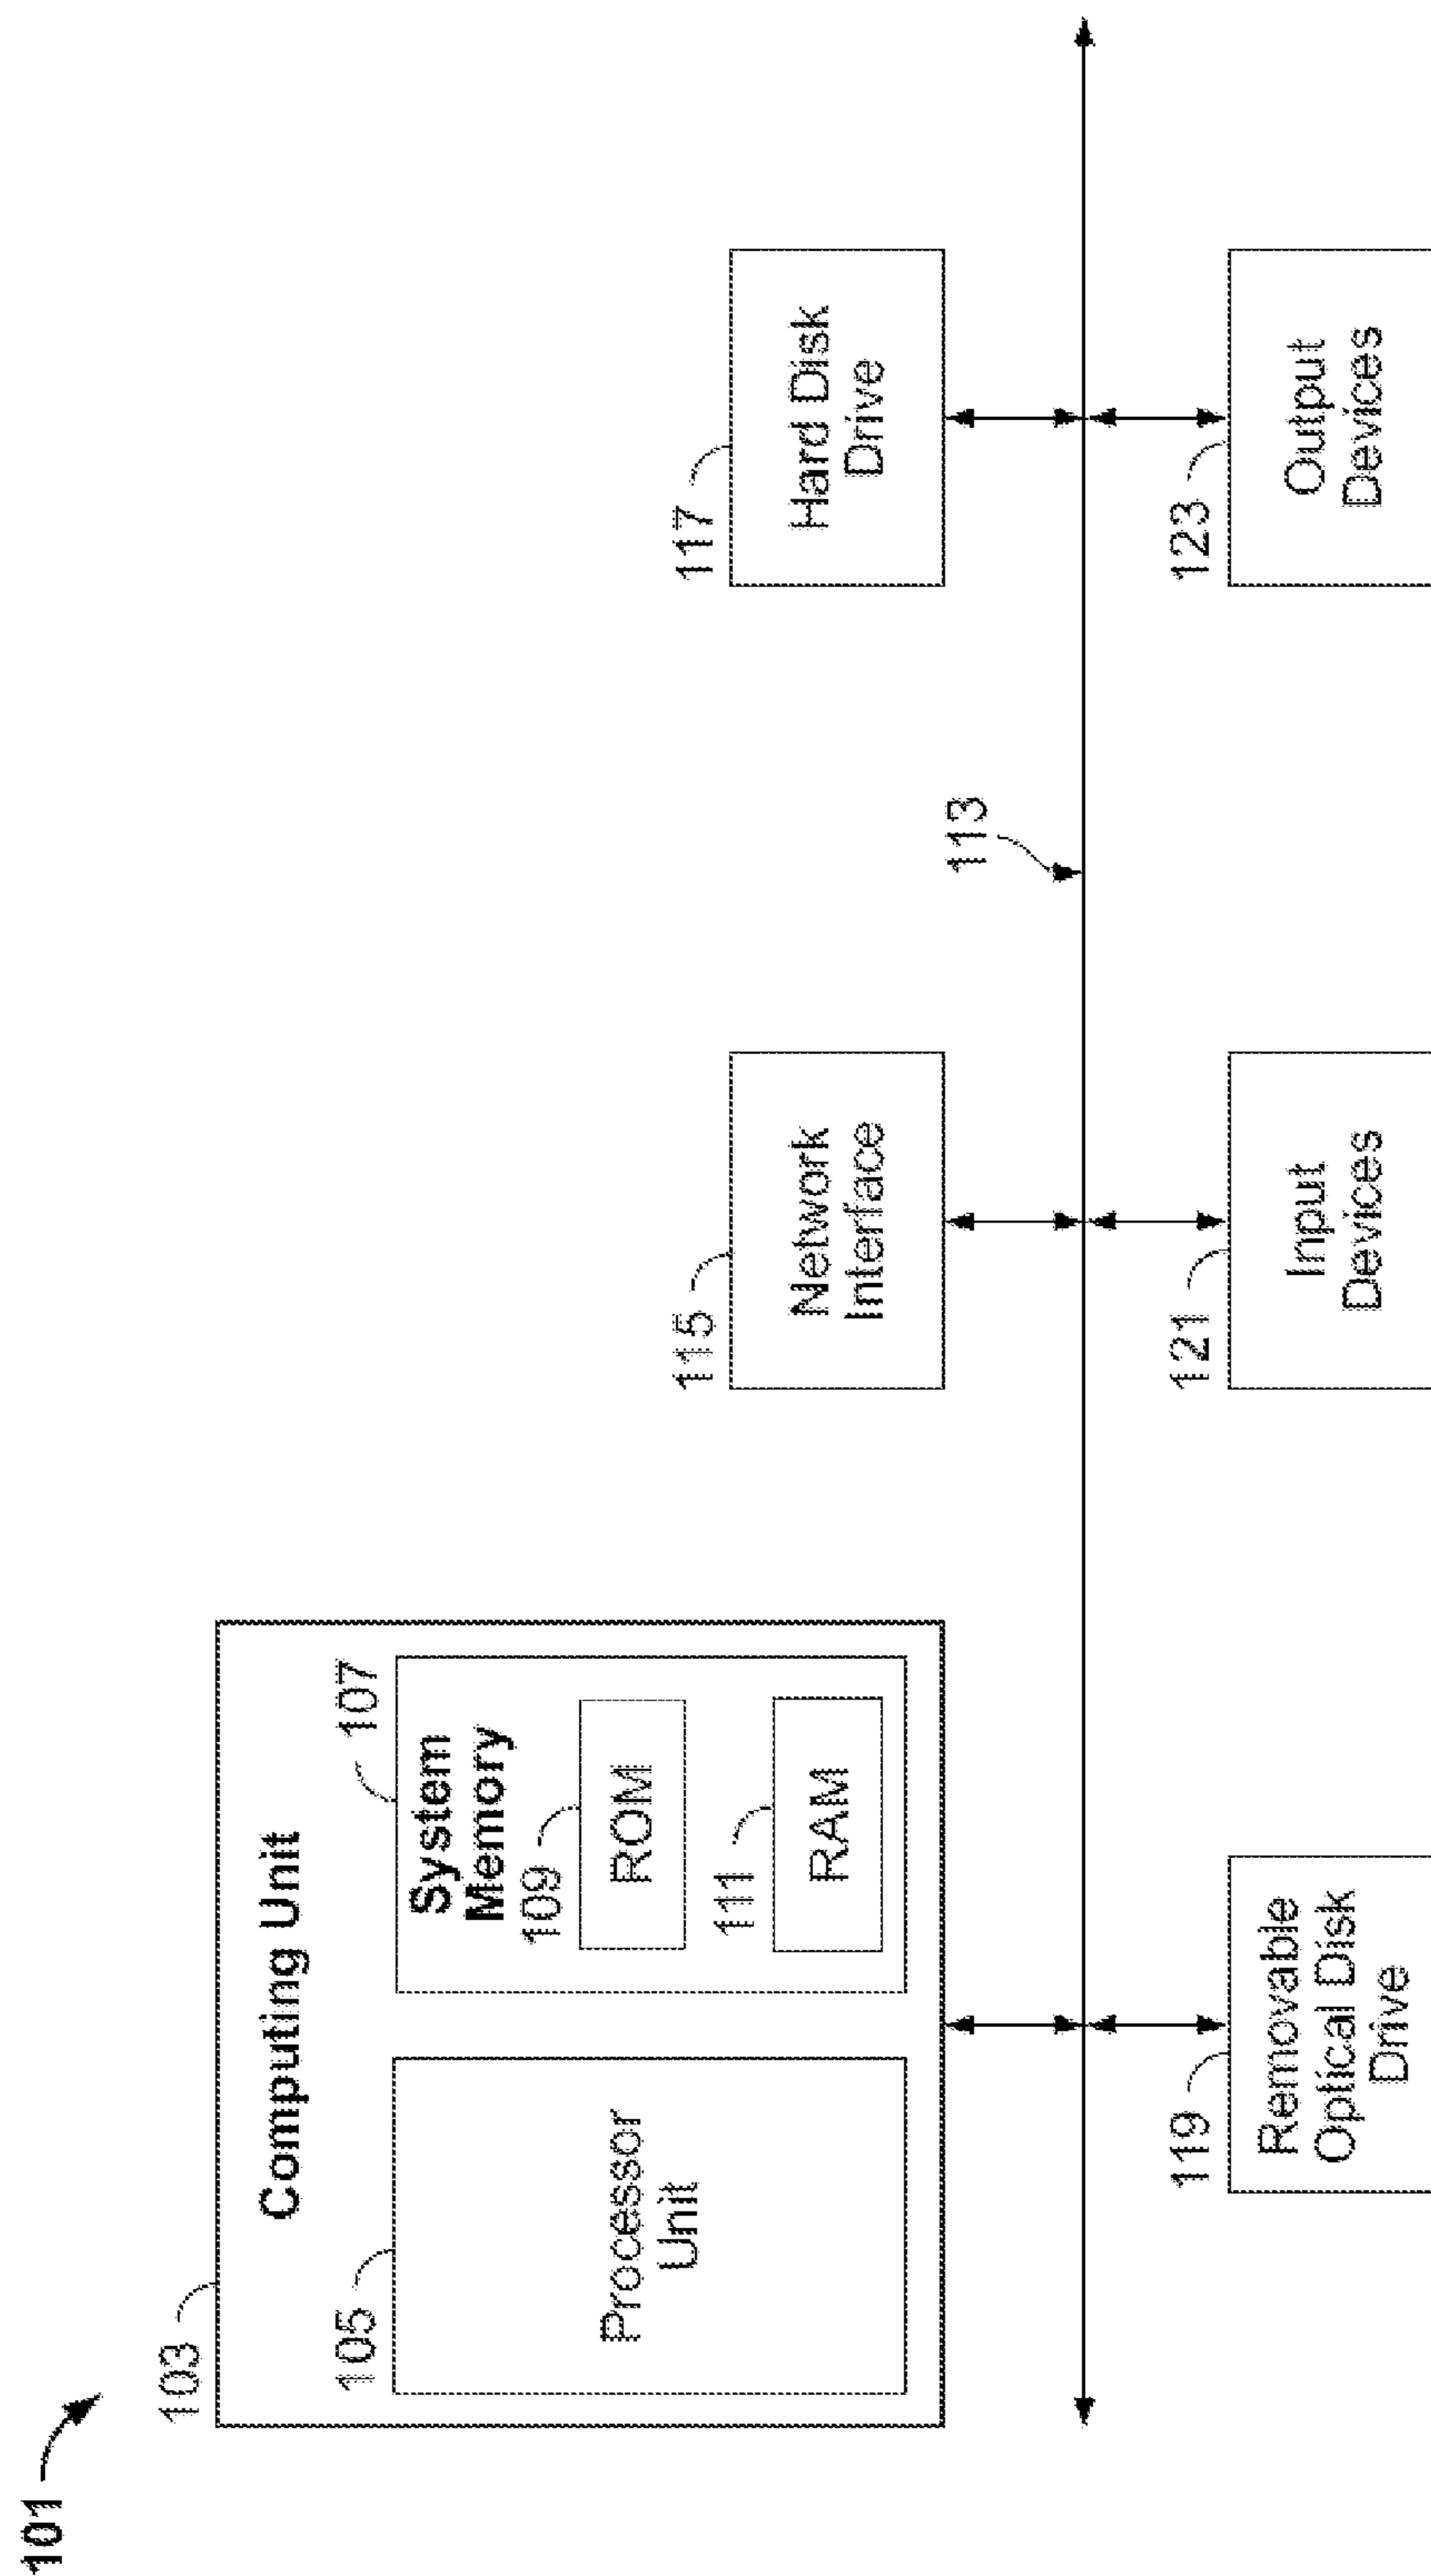 101
103
Computing Unit
105
Processor
Unit
107
System
Memory
109
ROM
111
RAM
115
Network
Interface
117
Hard Disk
Drive
113
119
Removable
Optical Disk
Drive
121
Input
Devices
123
Output
Devices